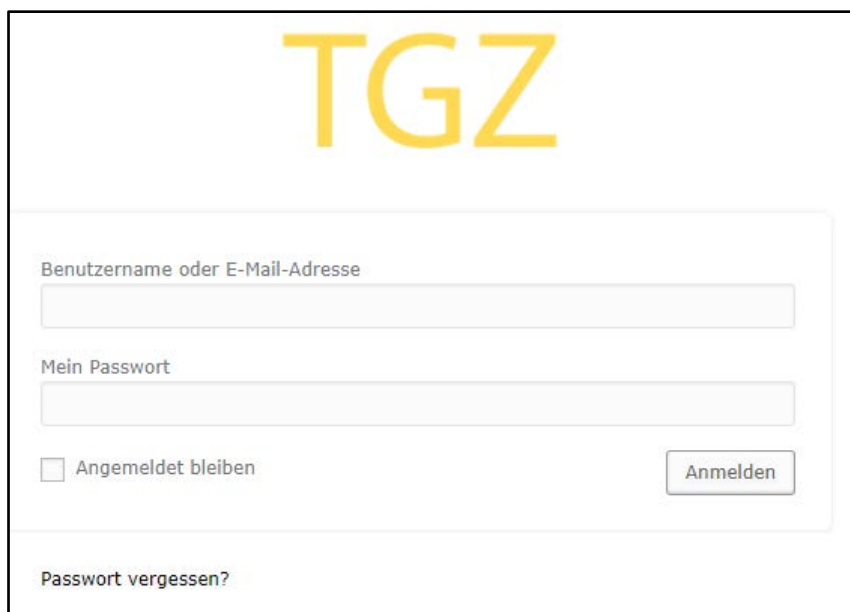 TGZ
Benutzername oder E-Mail-Adresse
Mein Passwort
Angemeldet bleiben
Anmelden
Passwort vergessen?